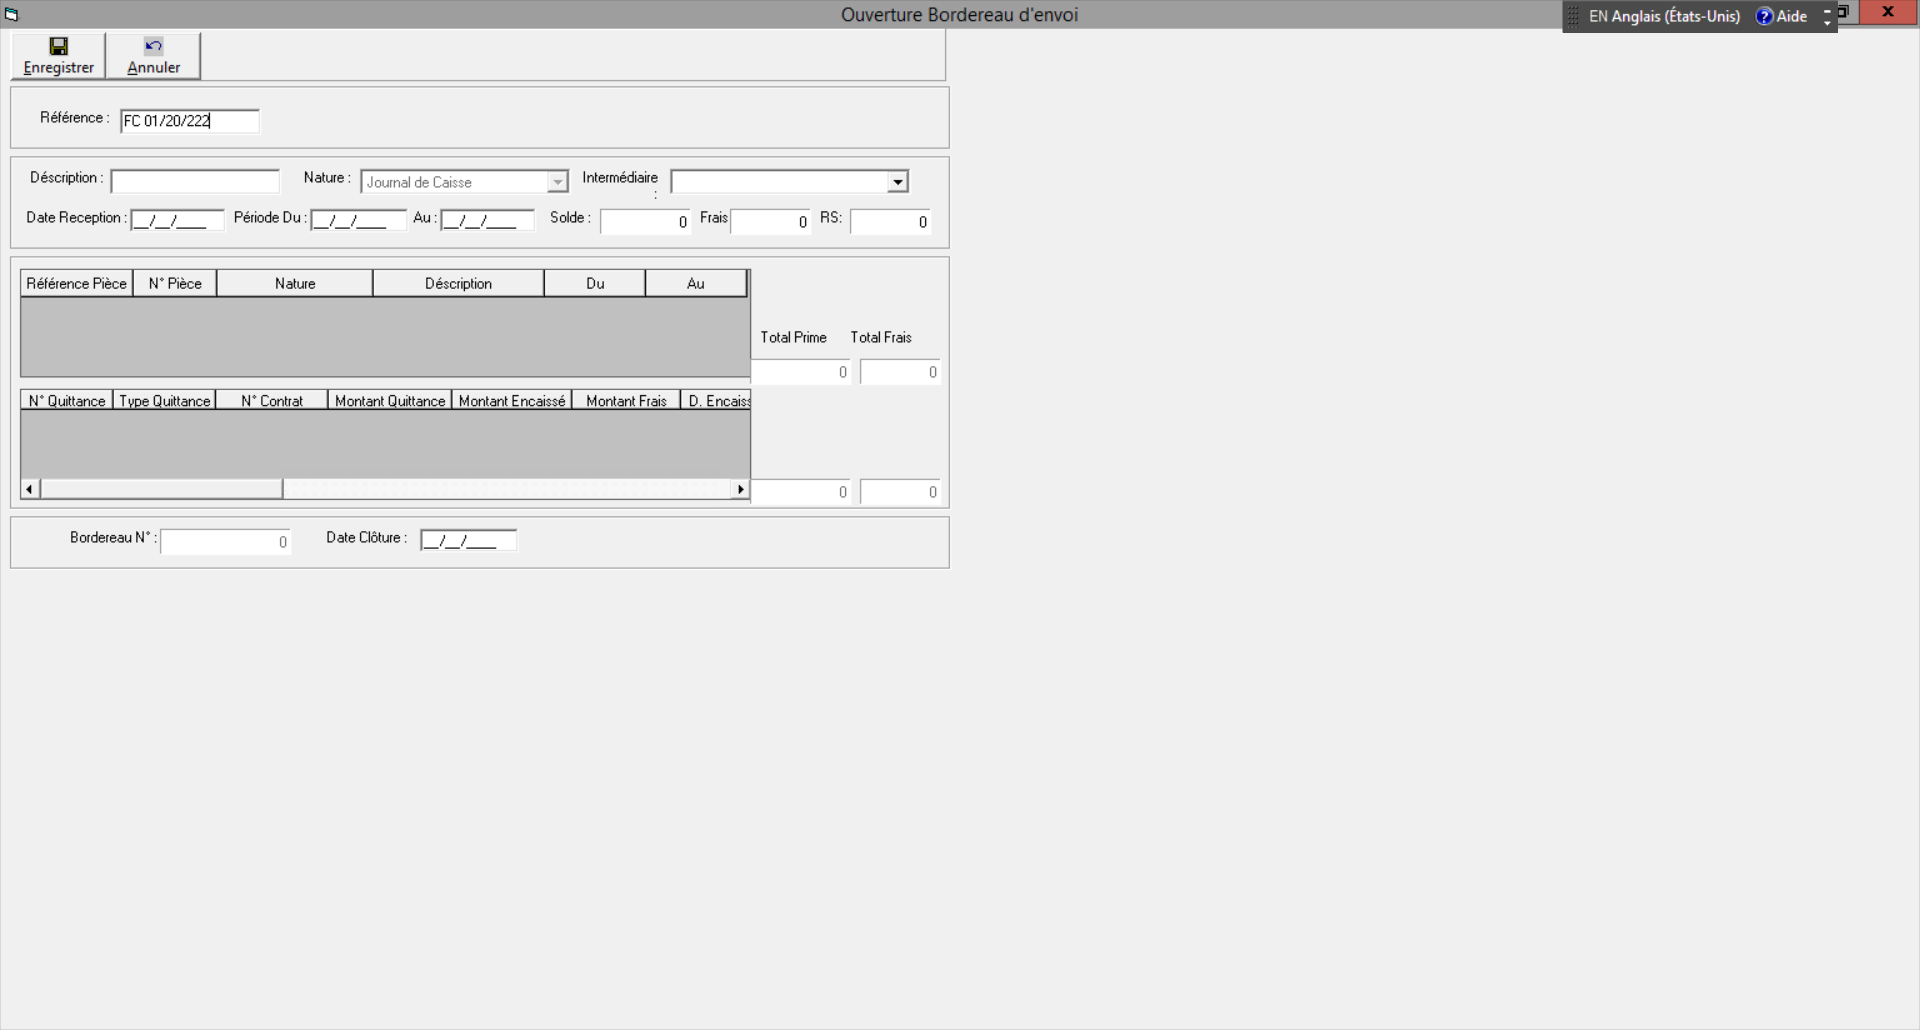 Ouverture Bordereau d'envoi
EN Anglais (États-Unis) ? Aide
Enregistrer Annuler
Référence : FC 01/20/222
Déscription : Nature : Journal de Caisse Intermédiaire :
Date Reception : __/__/____ Période Du : __/__/____ Au : __/__/____ Solde : 0 Frais 0 RS: 0
Référence Pièce N° Pièce Nature Déscription Du Au
Total Prime Total Frais
0 0
N° Quittance Type Quittance N° Contrat Montant Quittance Montant Encaissé Montant Frais D. Encaiss
0 0
Bordereau N° : 0 Date Clôture : __/__/____